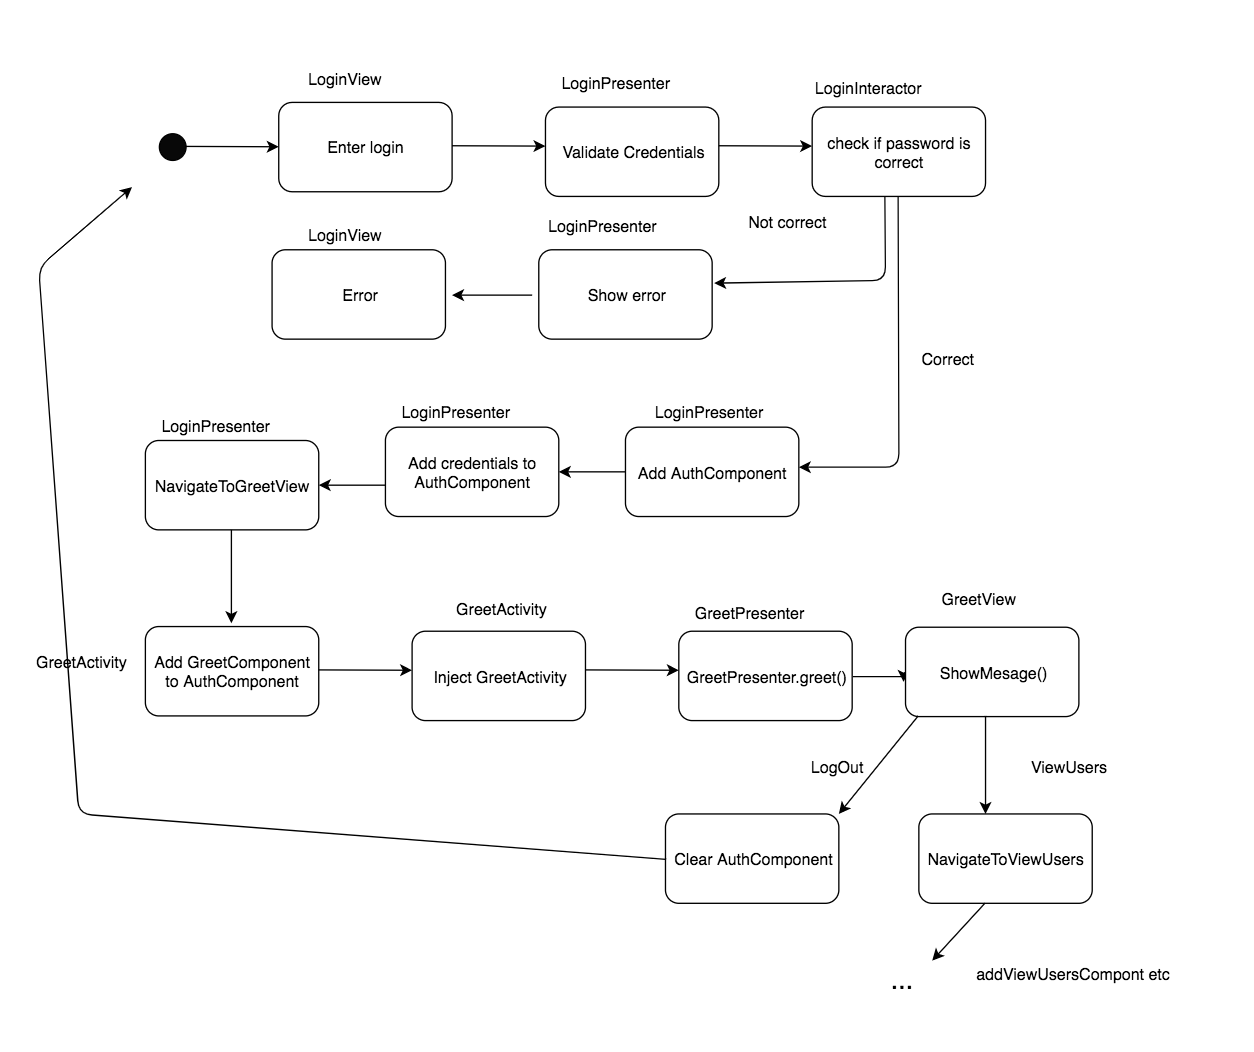 LoginView
LoginPresenter
LoginInteractor
Enter login
Validate Credentials
check if password is
correct
Not correct
LoginView
LoginPresenter
Error
Show error
Correct
LoginPresenter
LoginPresenter
LoginPresenter
NavigateToGreetView
Add credentials to
AuthComponent
Add AuthComponent
GreetActivity
GreetPresenter
GreetView
GreetActivity
Add GreetComponent
to AuthComponent
Inject GreetActivity
GreetPresenter.greet()
ShowMesage()
LogOut
ViewUsers
Clear AuthComponent
NavigateToViewUsers
...
addViewUsersCompont etc